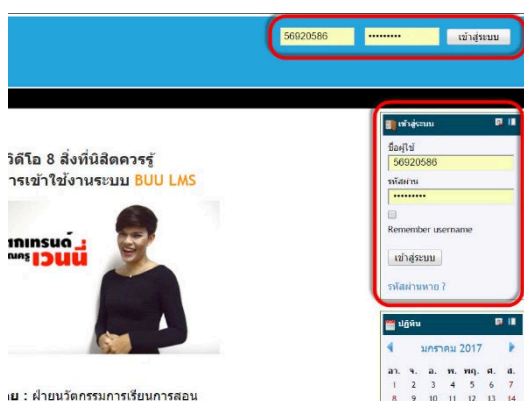 56920586 ••••••••• เข้าสู่ระบบ
วิดีโอ 8 สิ่งที่นิสิตควรรู้
การเข้าใช้งานระบบ BUU LMS
เวนนี่
: ฝ่ายนวัตกรรมการเรียนการสอน
เข้าสู่ระบบ
ชื่อผู้ใช้
56920586
รหัสผ่าน
•••••••••
Remember username
เข้าสู่ระบบ
รหัสผ่านหาย ?
ปฏิทิน
มกราคม 2017
อา. จ. อ. พ. พฤ. ศ. ส.
1 2 3 4 5 6 7
8 9 10 11 12 13 14